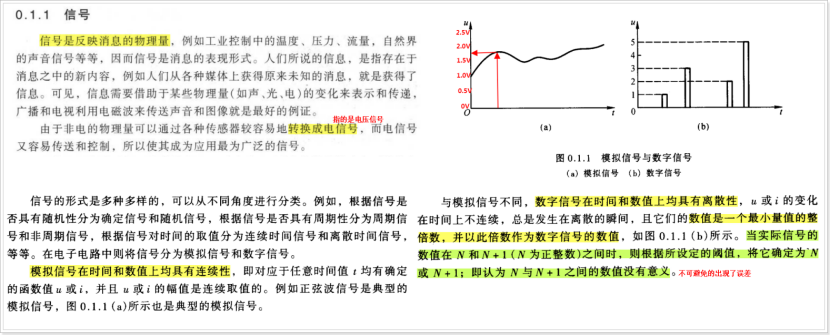 0.1.1 信号
信号是反映消息的物理量，例如工业控制中的温度、压力、流量，自然界
的声音信号等等，因而信号是消息的表现形式。人们所说的信息，是指存在于
消息之中的新内容，例如人们从各种媒体上获得原来未知的消息，就是获得了
信息。可见，信息需要借助于某些物理量(如声、光、电)的变化来表示和传递，
广播和电视利用电磁波来传送声音和图像就是最好的例证。
指的是电压信号
由于非电的物理量可以通过各种传感器较容易地转换成电信号，而电信号
又容易传送和控制，所以使其成为应用最为广泛的信号。
信号的形式是多种多样的，可以从不同角度进行分类。例如，根据信号是
否具有随机性分为确定信号和随机信号，根据信号是否具有周期性分为周期信
号和非周期信号，根据信号对时间的取值分为连续时间信号和离散时间信号，
等等。在电子电路中则将信号分为模拟信号和数字信号。
模拟信号在时间和数值上均具有连续性，即对应于任意时间值 t 均有确定
的函数值 u 或 i，并且 u 或 i 的幅值是连续取值的。例如正弦波信号是典型的
模拟信号，图 0.1.1 (a)所示也是典型的模拟信号。
u
2.5V
2.0V
1.5V
1.0V
0.5V
0V
t
(a)
u
5
4
3
2
1
O
t
(b)
图 0.1.1 模拟信号与数字信号
(a) 模拟信号 (b) 数字信号
与模拟信号不同，数字信号在时间和数值上均具有离散性，u 或 i 的变化
在时间上不连续，总是发生在离散的瞬间，且它们的数值是一个最小量值的整
倍数，并以此倍数作为数字信号的数值，如图 0.1.1 (b)所示。当实际信号的
数值在 N 和 N+1 (N 为正整数)之间时，则根据所设定的阈值，将它确定为 N
或 N+1；即认为 N 与 N+1 之间的数值没有意义。不可避免的出现了误差